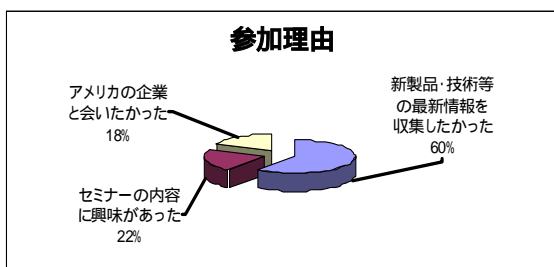 参加理由
アメリカの企業
と会いたかった
18%
新製品・技術等
の最新情報を
収集したかった
60%
セミナーの内容
に興味があった
22%